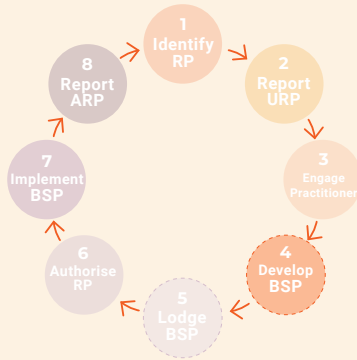 1
Identify
RP
2
Report
URP
3
Engage
Practitioner
4
Develop
BSP
5
Lodge
BSP
6
Authorise
RP
7
Implement
BSP
8
Report
ARP